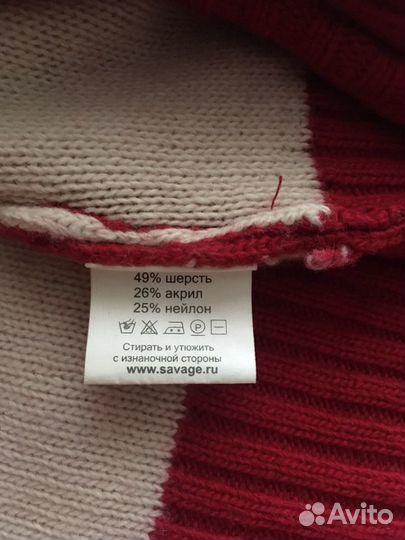 49% шерсть
26% акрил
25% нейлон
Стирать и утюжить
с изнаночной стороны
www.savage.ru
Avito